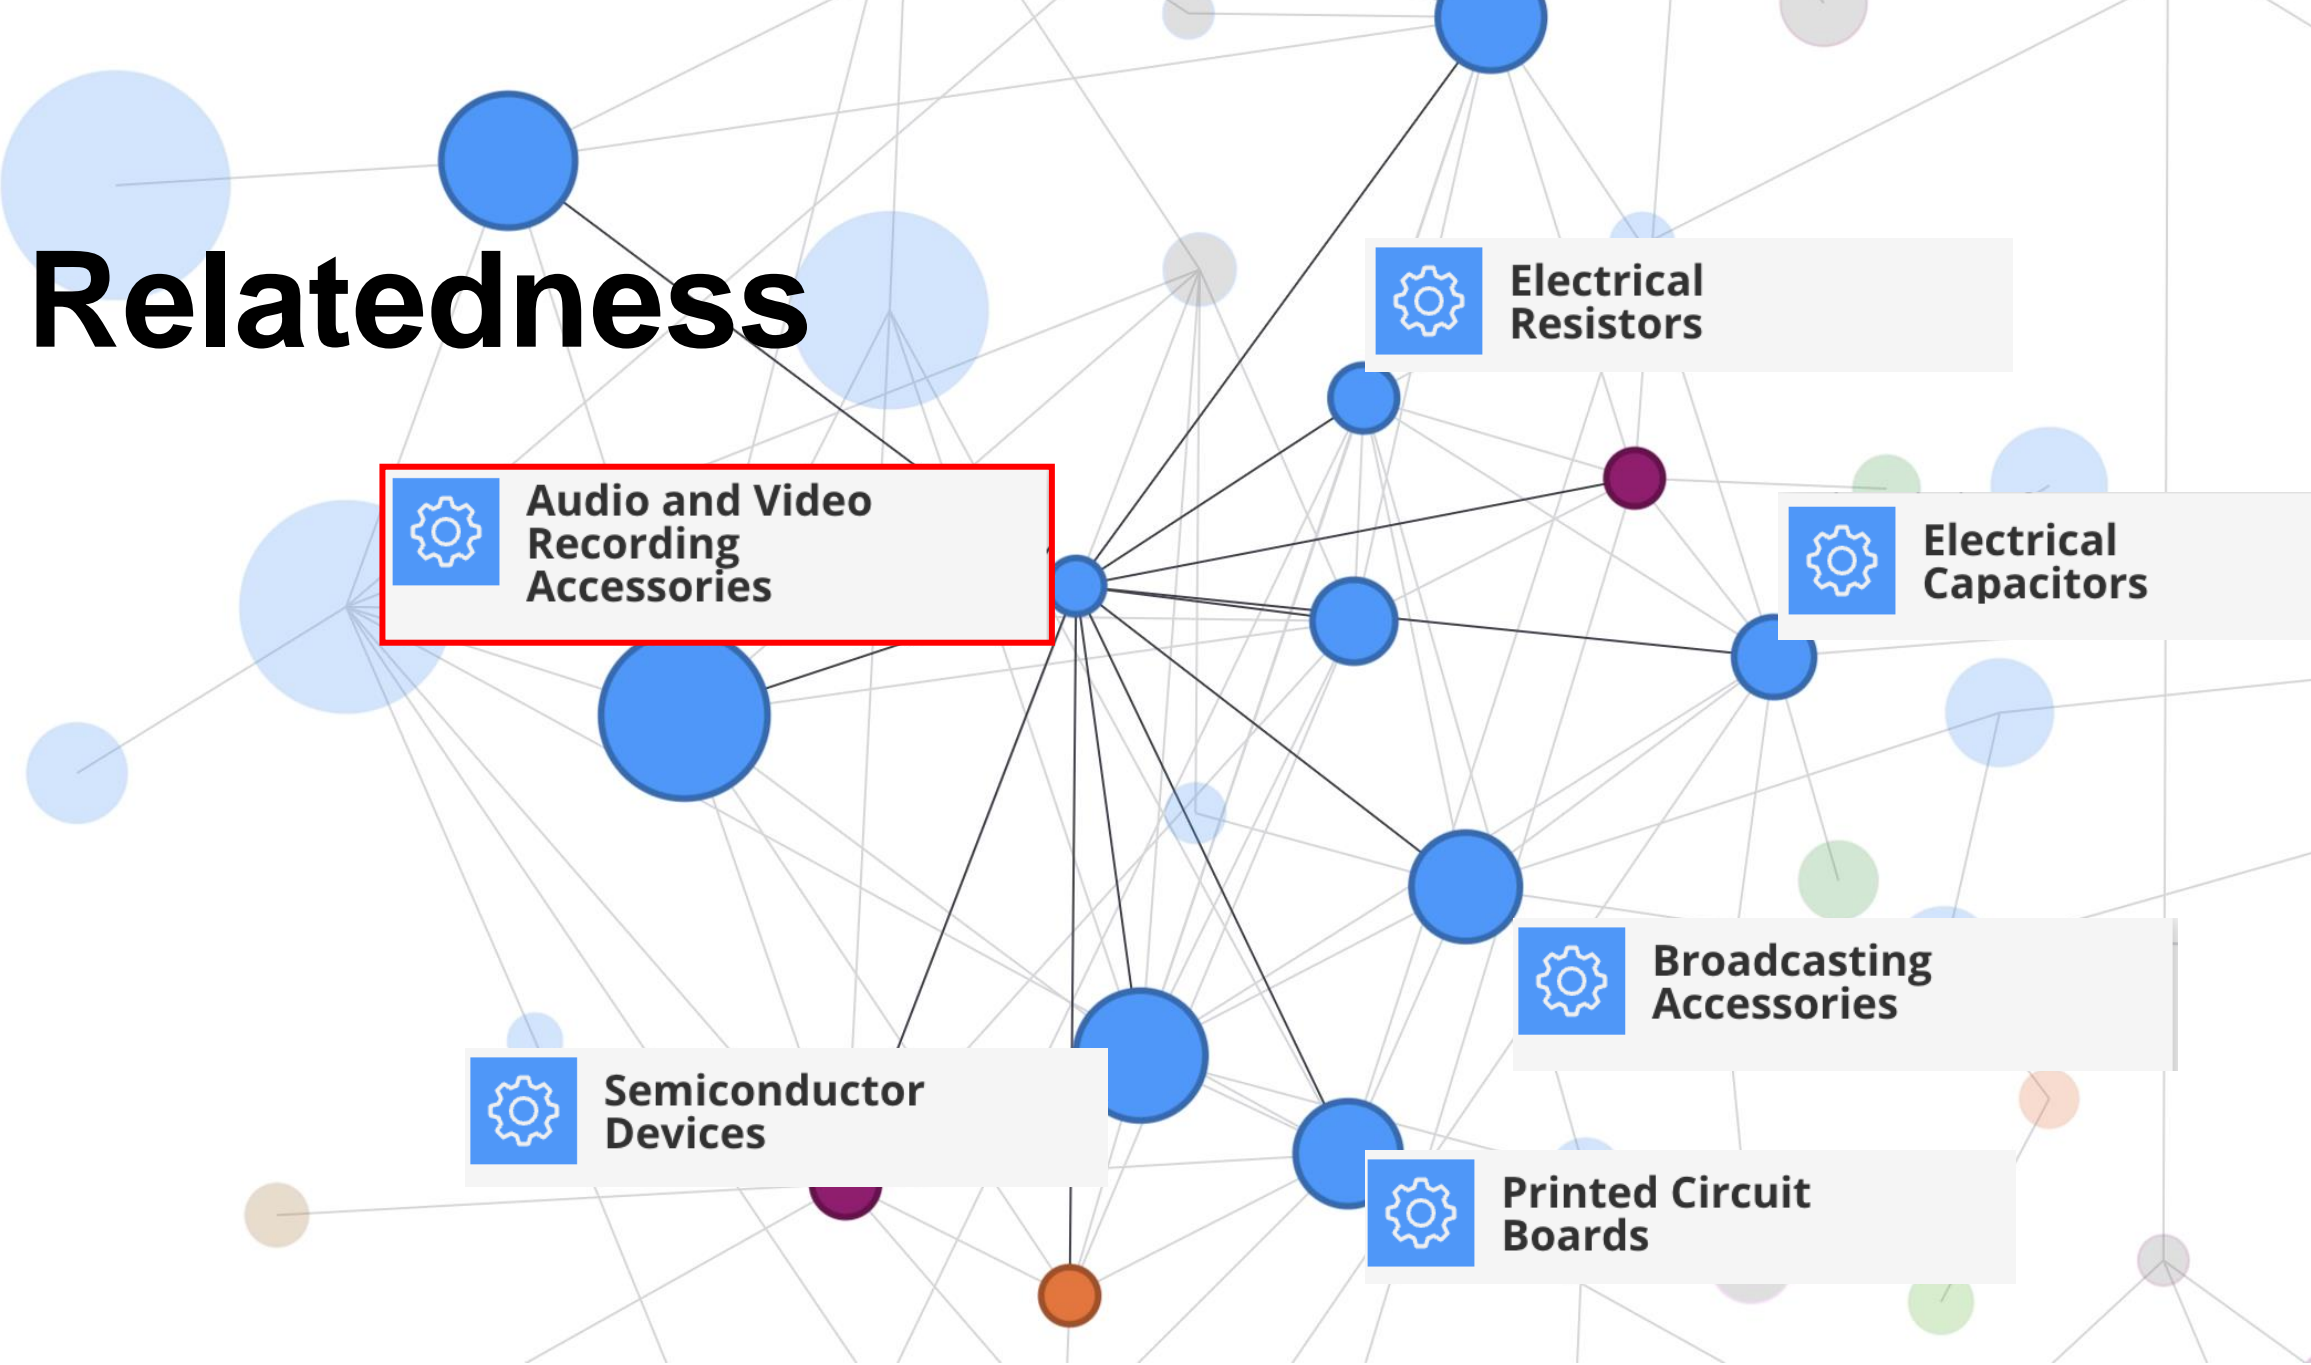 Relatedness
Electrical
Resistors
Audio and Video
Recording
Accessories
Electrical
Capacitors
Broadcasting
Accessories
Semiconductor
Devices
Printed Circuit
Boards